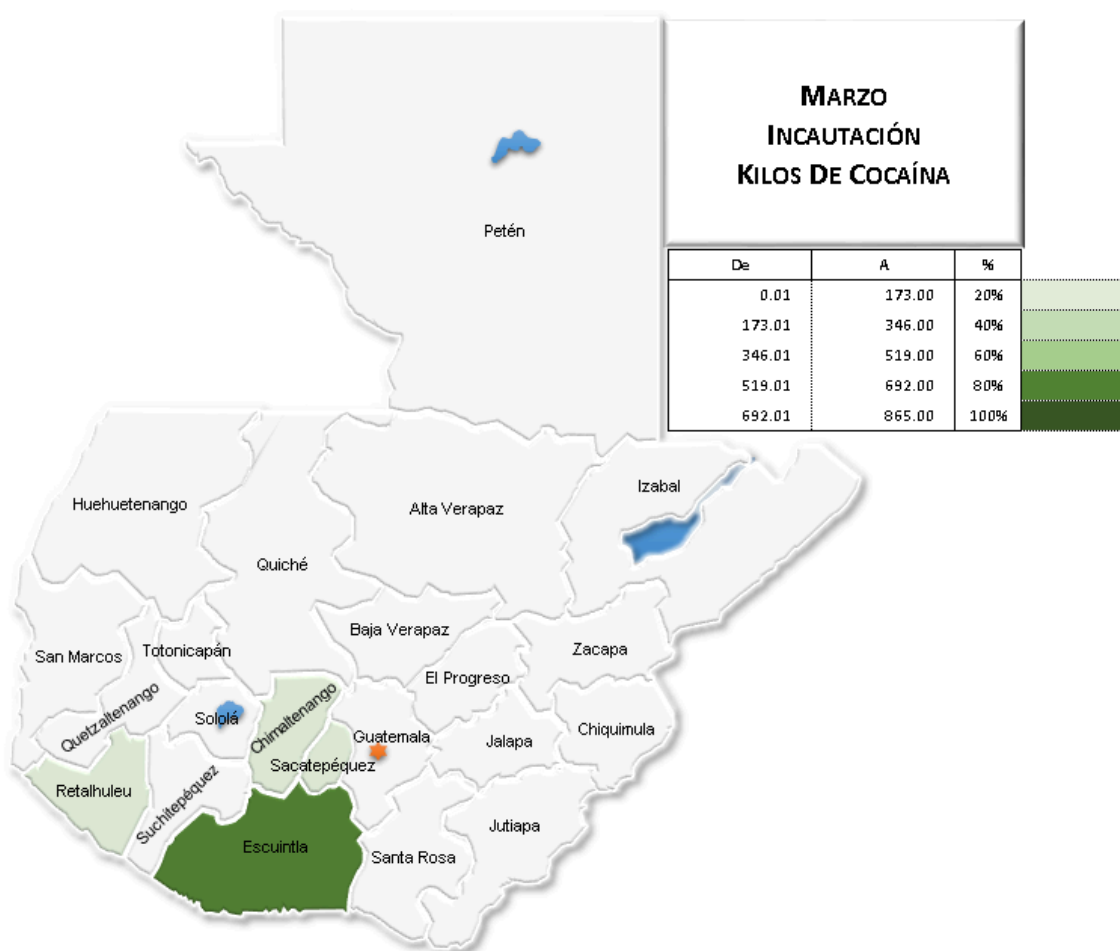 MARZO
INCAUTACIÓN
KILOS DE COCAÍNA
De A %
0.01 173.00 20%
173.01 346.00 40%
346.01 519.00 60%
519.01 692.00 80%
692.01 865.00 100%
Petén
Izabal
Huehuetenango
Alta Verapaz
Quiché
Baja Verapaz
Zacapa
San Marcos
Totonicapán
El Progreso
Quetzaltenango
Sololá
Chimaltenango
Guatemala
Chiquimula
Jalapa
Sacatepéquez
Retalhuleu
Suchitepéquez
Escuintla
Santa Rosa
Jutiapa